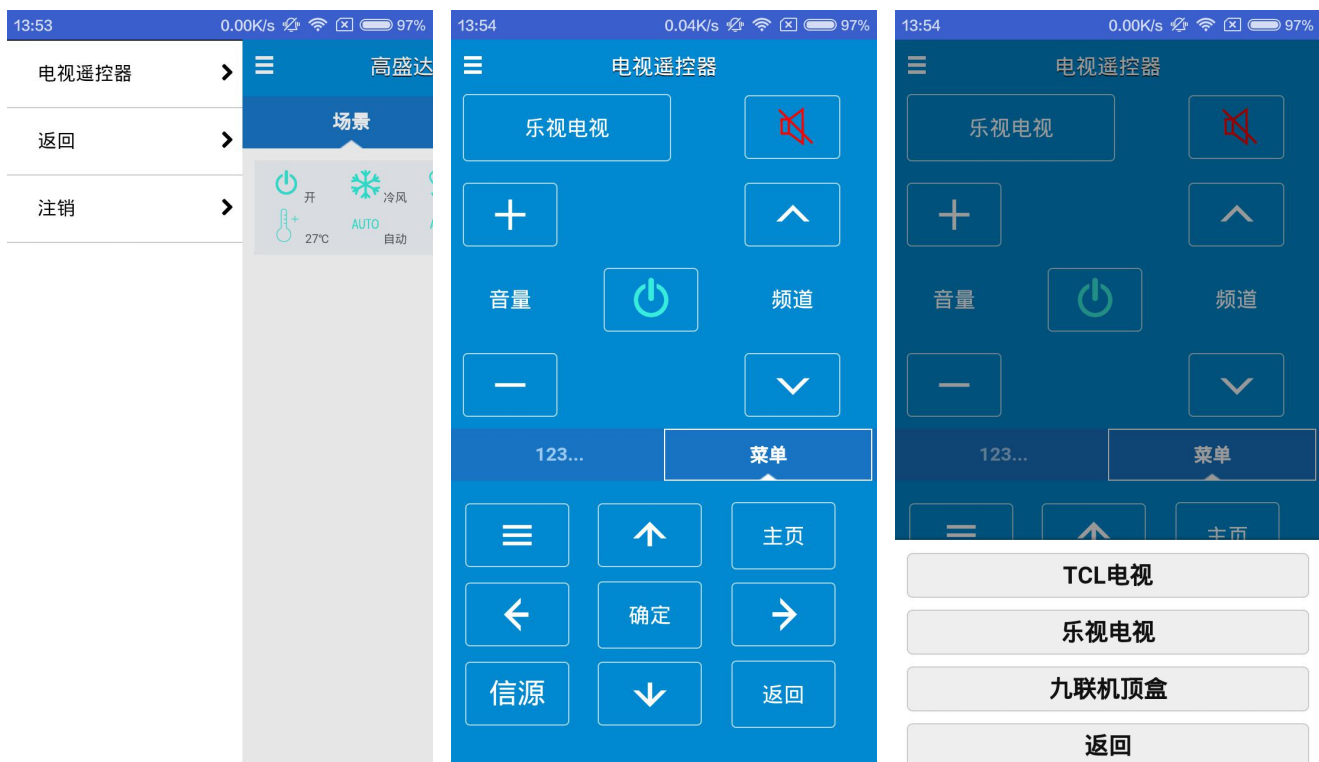 13:53 0.00K/s 97%
电视遥控器
返回
注销
高盛达
场景
开 冷风
27℃ AUTO 自动
13:54 0.04K/s 97%
电视遥控器
乐视电视
音量 频道
123... 菜单
主页
确定
信源 返回
13:54 0.00K/s 97%
电视遥控器
乐视电视
音量 频道
123... 菜单
主页
TCL电视
乐视电视
九联机顶盒
返回